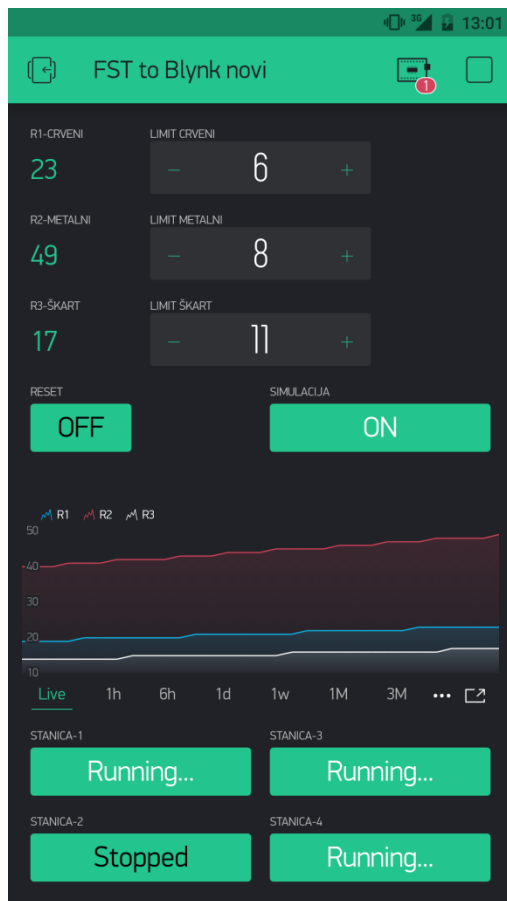 3G 13:01
FST to Blynk novi
1
R1-CRVENI LIMIT CRVENI
23 – 6 +
R2-METALNI LIMIT METALNI
49 – 8 +
R3-ŠKART LIMIT ŠKART
17 – 11 +
RESET SIMULACIJA
OFF ON
R1 R2 R3
50
40
30
20
10
Live 1h 6h 1d 1w 1M 3M •••
STANICA-1 STANICA-3
Running... Running...
STANICA-2 STANICA-4
Stopped Running...